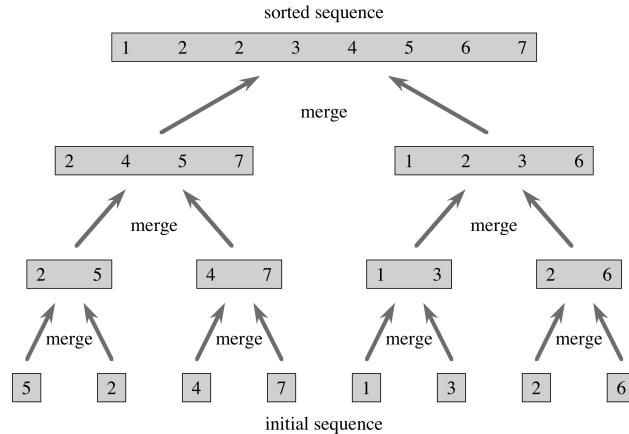 sorted sequence
1 2 2 3 4 5 6 7
merge
2 4 5 7 1 2 3 6
merge merge
2 5 4 7 1 3 2 6
merge merge merge merge
5 2 4 7 1 3 2 6
initial sequence